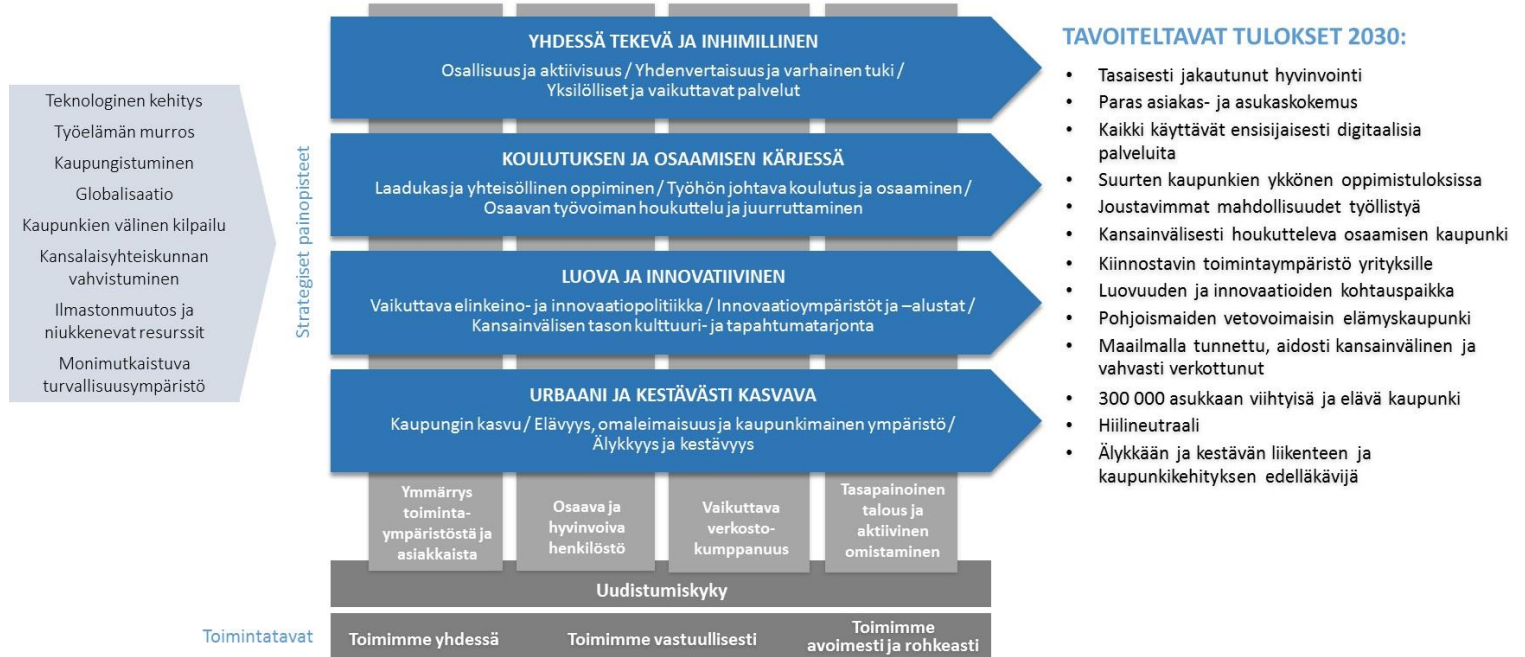 Teknologinen kehitys
Työelämän murros
Kaupungistuminen
Globalisaatio
Kaupunkien välinen kilpailu
Kansalaisyhteiskunnan
vahvistuminen
Ilmastonmuutos ja
niukkenevat resurssit
Monimutkaistuva
turvallisuusympäristö
Strategiset painopisteet
YHDESSÄ TEKEVÄ JA INHIMILLINEN
Osallisuus ja aktiivisuus / Yhdenvertaisuus ja varhainen tuki /
Yksilölliset ja vaikuttavat palvelut
KOULUTUKSEN JA OSAAMISEN KÄRJESSÄ
Laadukas ja yhteisöllinen oppiminen / Työhön johtava koulutus ja osaaminen /
Osaavan työvoiman houkuttelu ja juurruttaminen
LUOVA JA INNOVATIIVINEN
Vaikuttava elinkeino- ja innovaatiopolitiikka / Innovaatioympäristöt ja –alustat /
Kansainvälisen tason kulttuuri- ja tapahtumatarjonta
URBAANI JA KESTÄVÄSTI KASVAVA
Kaupungin kasvu / Elävyys, omaleimaisuus ja kaupunkimainen ympäristö /
Älykkyys ja kestävyys
Ymmärrys
toiminta-
ympäristöstä ja
asiakkaista
Osaava ja
hyvinvoiva
henkilöstö
Vaikuttava
verkosto-
kumppanuus
Tasapainoinen
talous ja
aktiivinen
omistaminen
Uudistumiskyky
Toimintatavat
Toimimme yhdessä
Toimimme vastuullisesti
Toimimme
avoimesti ja rohkeasti
TAVOITELTAVAT TULOKSET 2030:
• Tasaisesti jakautunut hyvinvointi
• Paras asiakas- ja asukaskokemus
• Kaikki käyttävät ensisijaisesti digitaalisia
palveluita
• Suurten kaupunkien ykkönen oppimistuloksissa
• Joustavimmat mahdollisuudet työllistyä
• Kansainvälisesti houkutteleva osaamisen kaupunki
• Kiinnostavin toimintaympäristö yrityksille
• Luovuuden ja innovaatioiden kohtauspaikka
• Pohjoismaiden vetovoimaisin elämyskaupunki
• Maailmalla tunnettu, aidosti kansainvälinen ja
vahvasti verkottunut
• 300 000 asukkaan viihtyisä ja elävä kaupunki
• Hiilineutraali
• Älykkään ja kestävän liikenteen ja
kaupunkikehityksen edelläkävijä